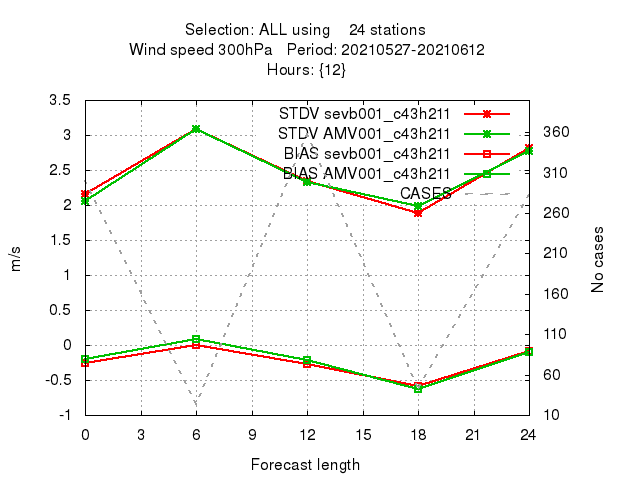 Selection: ALL using 24 stations
Wind speed 300hPa Period: 20210527-20210612
Hours: {12}
STDV sevb001_c43h211
STDV AMV001_c43h211
BIAS sevb001_c43h211
BIAS AMV001_c43h211
CASES
3.5
3
2.5
2
1.5
1
0.5
0
-0.5
-1
m/s
360
310
260
210
160
110
60
10
No cases
0 3 6 9 12 15 18 21 24
Forecast length